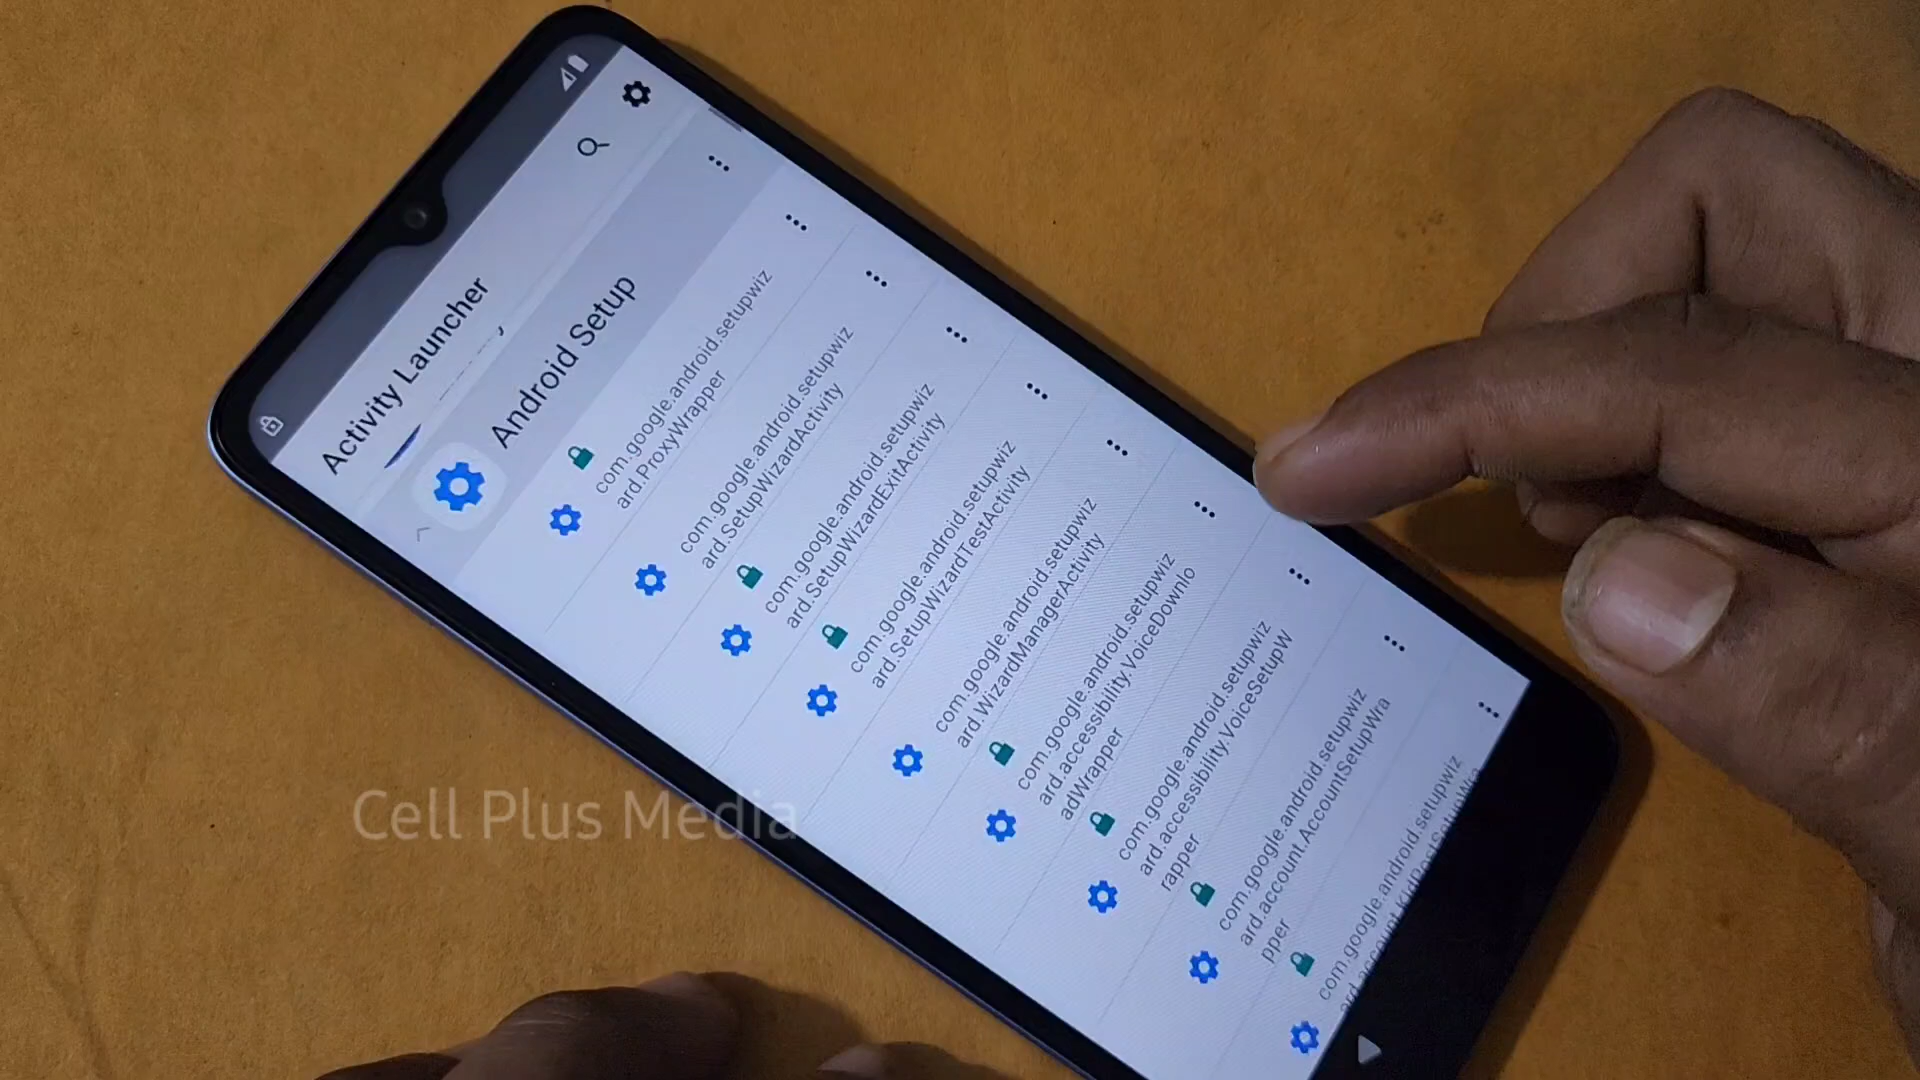 Activity Launcher
Android Setup
com.google.android.setupwiz
ard.ProxyWrapper
com.google.android.setupwiz
ard.SetupWizardActivity
com.google.android.setupwiz
ard.SetupWizardExitActivity
com.google.android.setupwiz
ard.SetupWizardTestActivity
com.google.android.setupwiz
ard.WizardManagerActivity
com.google.android.setupwiz
ard.accessibility.VoiceDownlo
adWrapper
com.google.android.setupwiz
ard.accessibility.VoiceSetupW
rapper
com.google.android.setupwiz
ard.account.AccountSetupWra
pper
com.google.android.setupwiz
Cell Plus Media